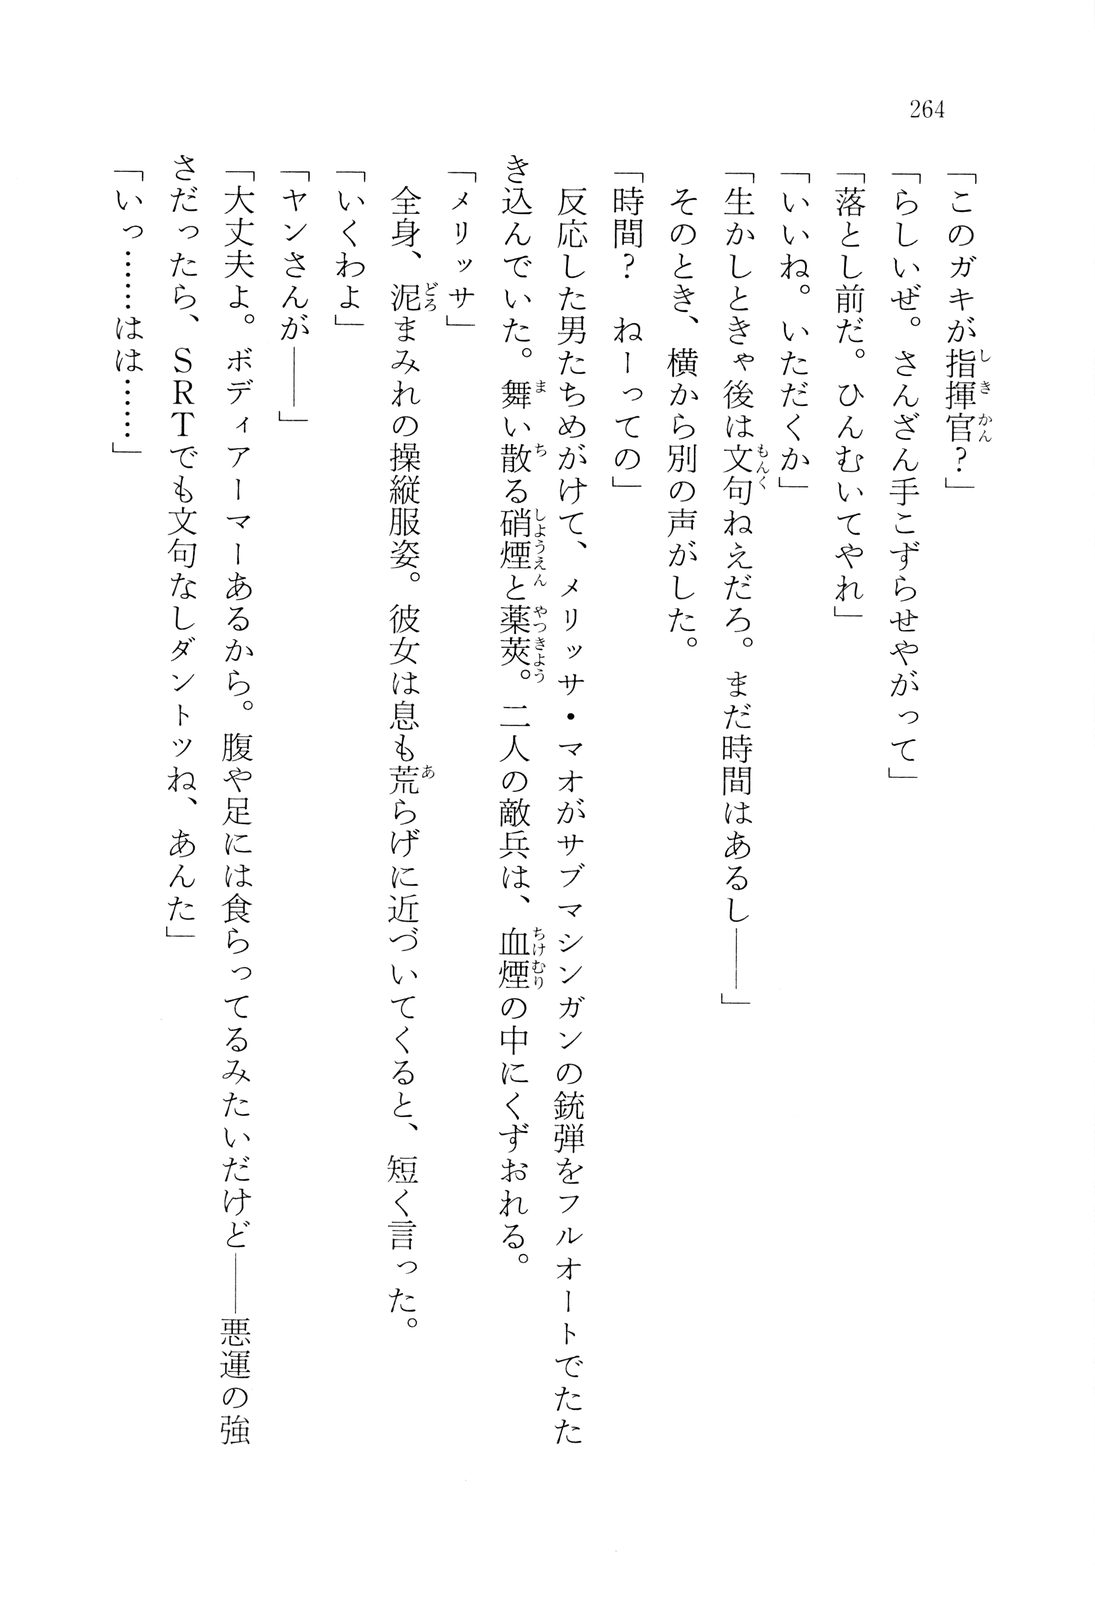 264
「このガキが指揮官？」
「らしいぜ。さんざん手こずらせやがって」
「落とし前だ。ひんむいてやれ」
「いいね。いただくか」
「生かしときゃ後は文句ねえだろ。まだ時間はあるし――」
　そのとき、横から別の声がした。
「時間？　ねーっての」
　反応した男たちめがけて、メリッサ・マオがサブマシンガンの銃弾をフルオートでたた
き込んでいた。舞い散る硝煙と薬莢。二人の敵兵は、血煙の中にくずおれる。
「メリッサ」
　全身、泥まみれの操縦服姿。彼女は息も荒らげに近づいてくると、短く言った。
「いくわよ」
「ヤンさんが――」
「大丈夫よ。ボディアーマーあるから。腹や足には食らってるみたいだけど――悪運の強
さだったら、ＳＲＴでも文句なしダントツね、あんた」
「いっ……はは……」